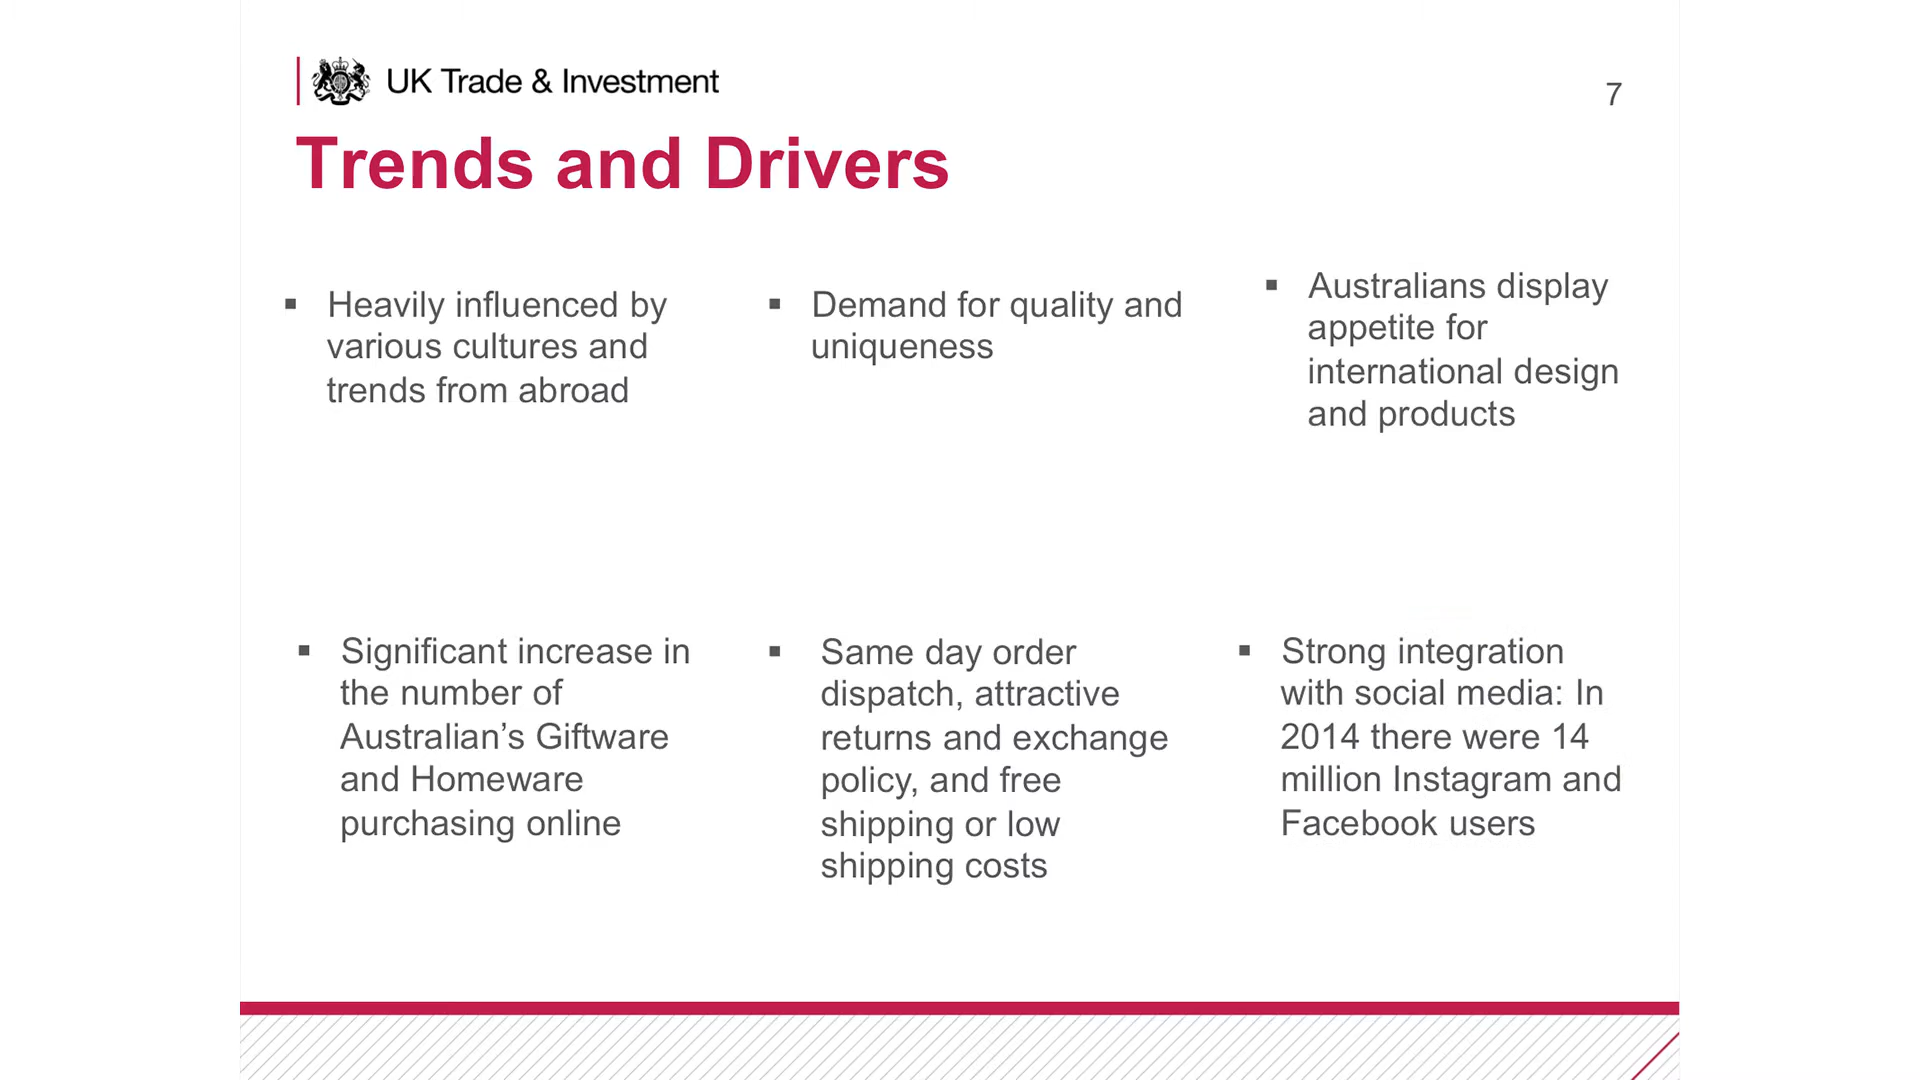 UK Trade & Investment
7
Trends and Drivers
▪ Heavily influenced by
various cultures and
trends from abroad
▪ Demand for quality and
uniqueness
▪ Australians display
appetite for
international design
and products
▪ Significant increase in
the number of
Australian’s Giftware
and Homeware
purchasing online
▪ Same day order
dispatch, attractive
returns and exchange
policy, and free
shipping or low
shipping costs
▪ Strong integration
with social media: In
2014 there were 14
million Instagram and
Facebook users